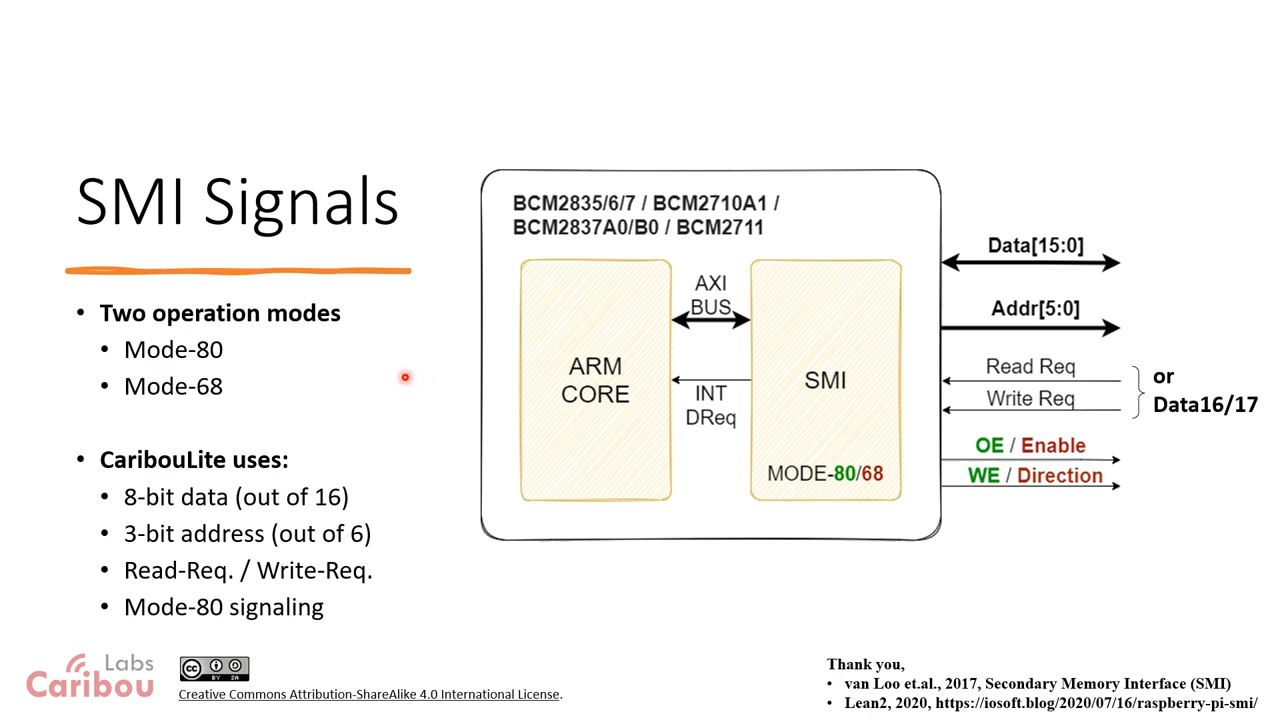 SMI Signals
• Two operation modes
• Mode-80
• Mode-68
• CaribouLite uses:
• 8-bit data (out of 16)
• 3-bit address (out of 6)
• Read-Req. / Write-Req.
• Mode-80 signaling
BCM2835/6/7 / BCM2710A1 /
BCM2837A0/B0 / BCM2711
ARM
CORE
AXI
BUS
INT
DReq
SMI
MODE-80/68
Data[15:0]
Addr[5:0]
Read Req
Write Req
or
Data16/17
OE / Enable
WE / Direction
Labs
Caribou
cc
BY SA
Creative Commons Attribution-ShareAlike 4.0 International License.
Thank you,
• van Loo et.al., 2017, Secondary Memory Interface (SMI)
• Lean2, 2020, https://iosoft.blog/2020/07/16/raspberry-pi-smi/